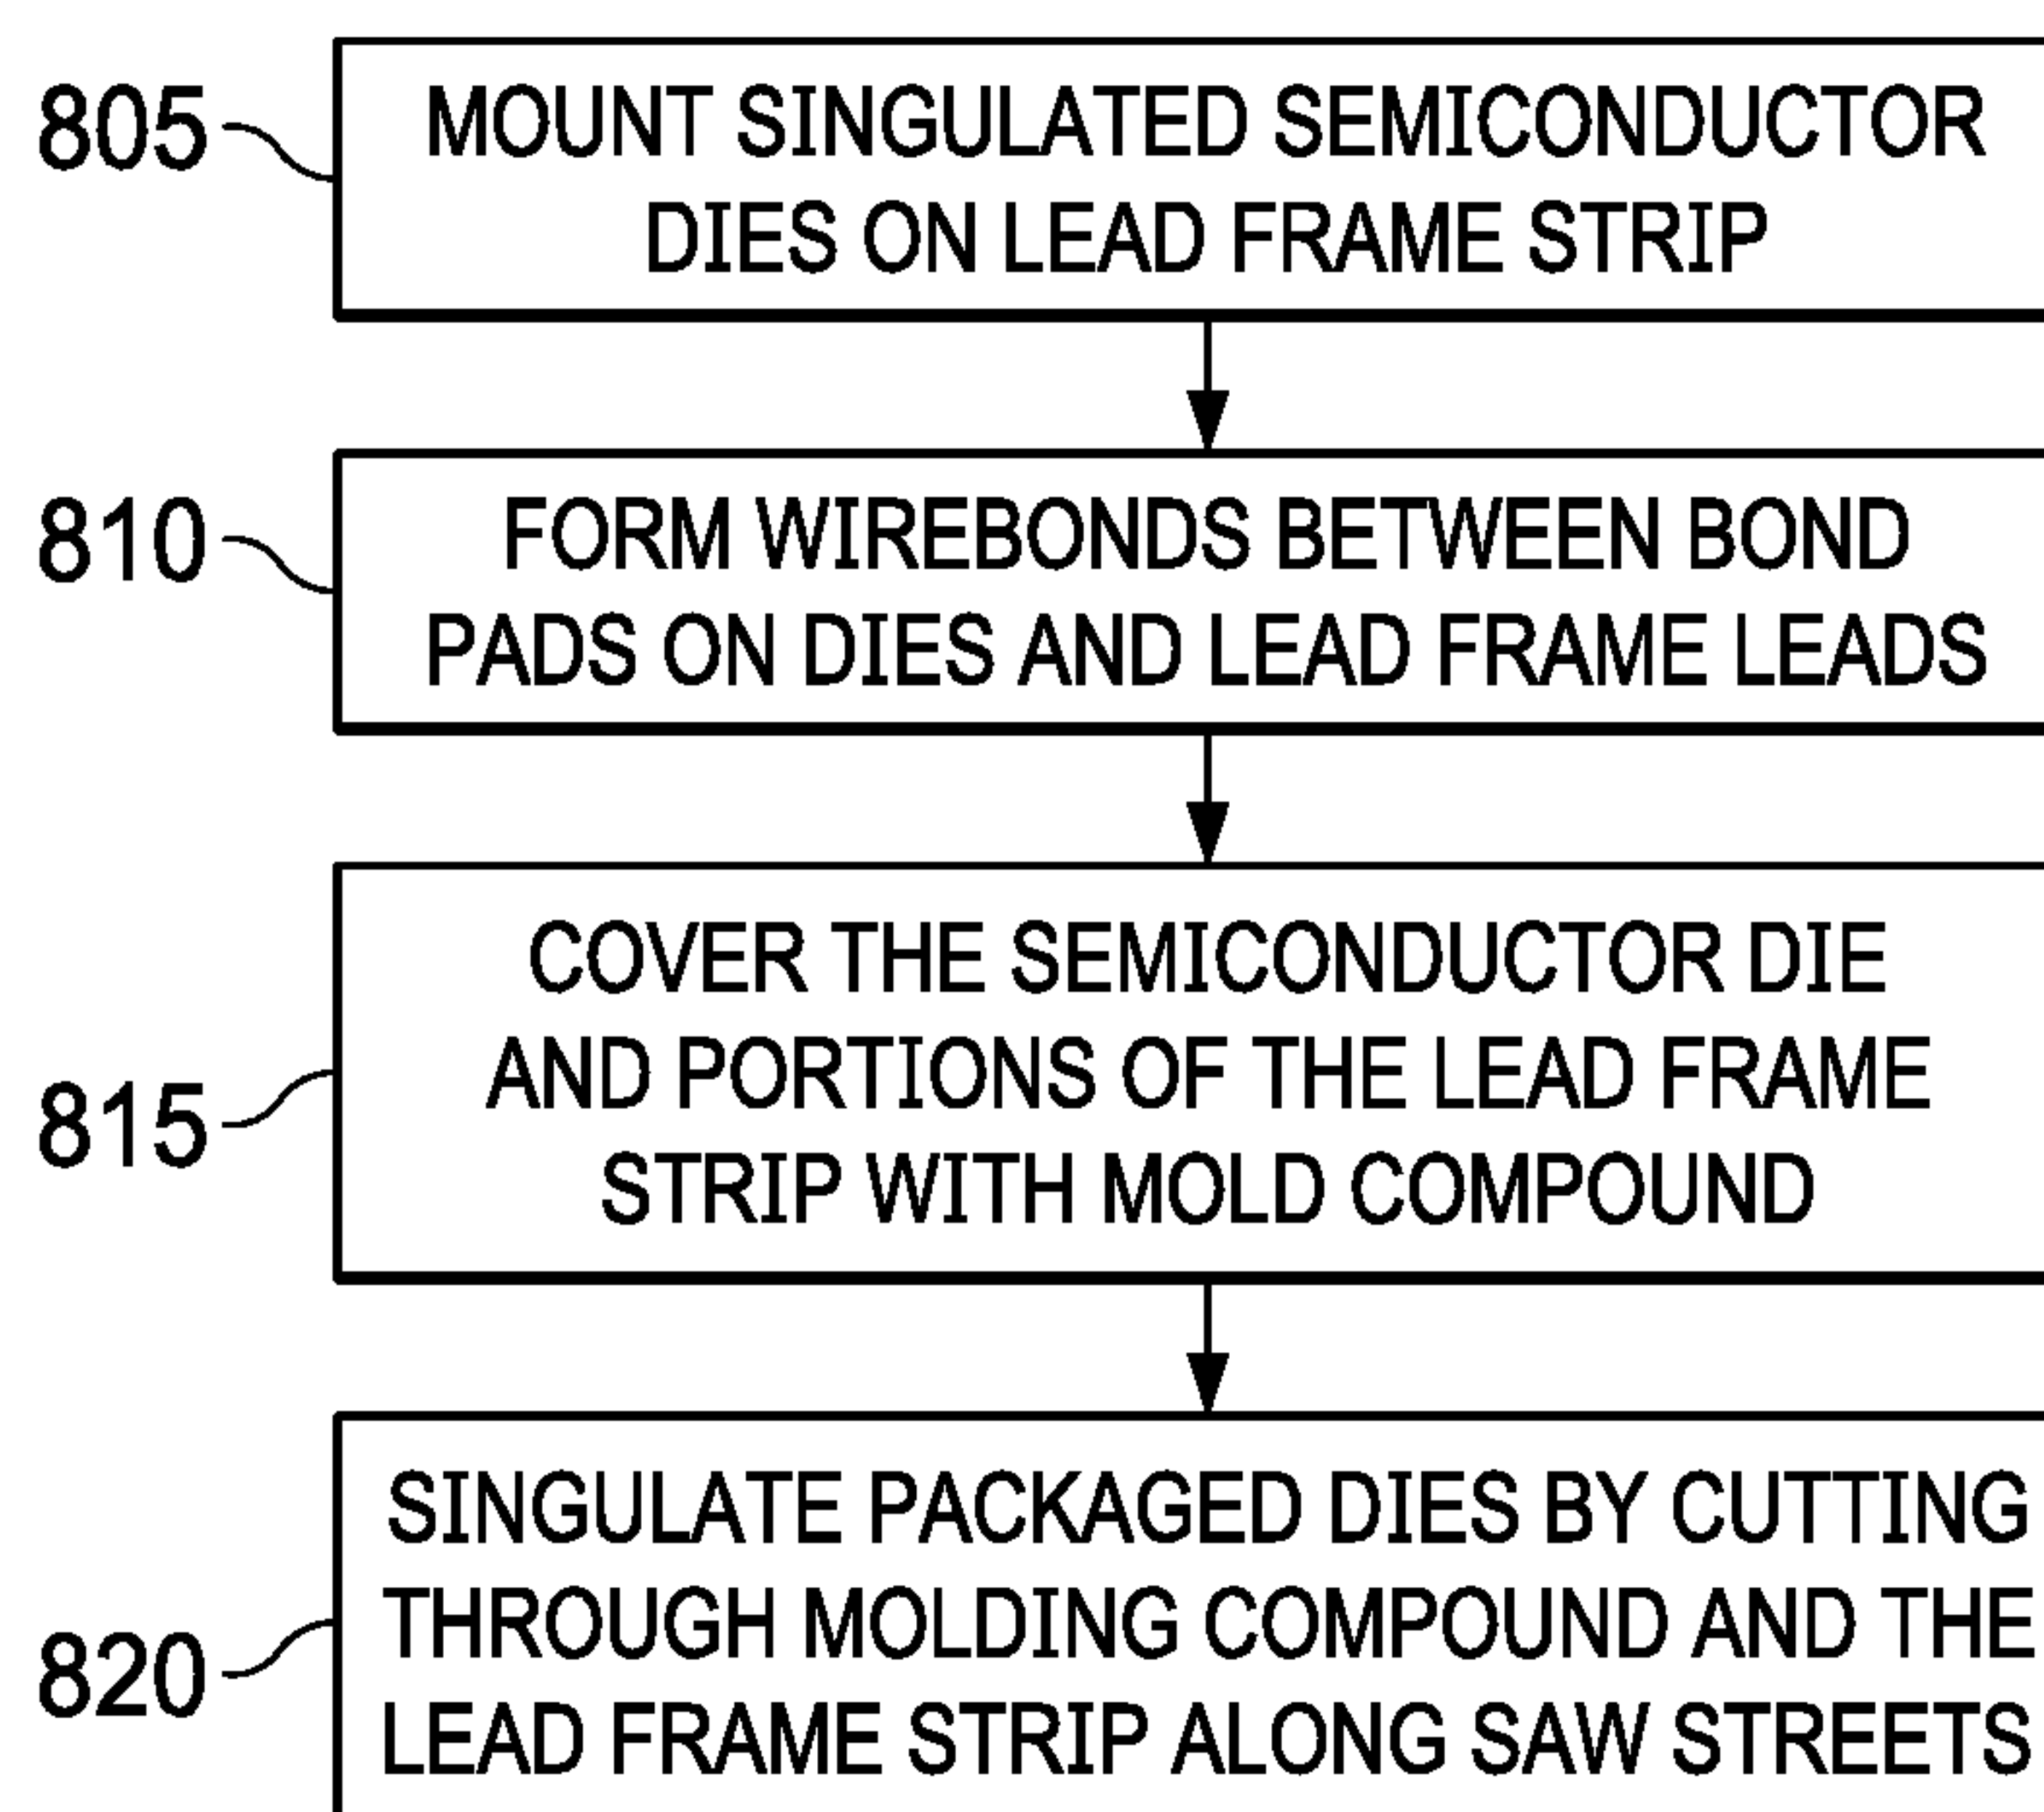 805
MOUNT SINGULATED SEMICONDUCTOR
DIES ON LEAD FRAME STRIP
810
FORM WIREBONDS BETWEEN BOND
PADS ON DIES AND LEAD FRAME LEADS
815
COVER THE SEMICONDUCTOR DIE
AND PORTIONS OF THE LEAD FRAME
STRIP WITH MOLD COMPOUND
820
SINGULATE PACKAGED DIES BY CUTTING
THROUGH MOLDING COMPOUND AND THE
LEAD FRAME STRIP ALONG SAW STREETS